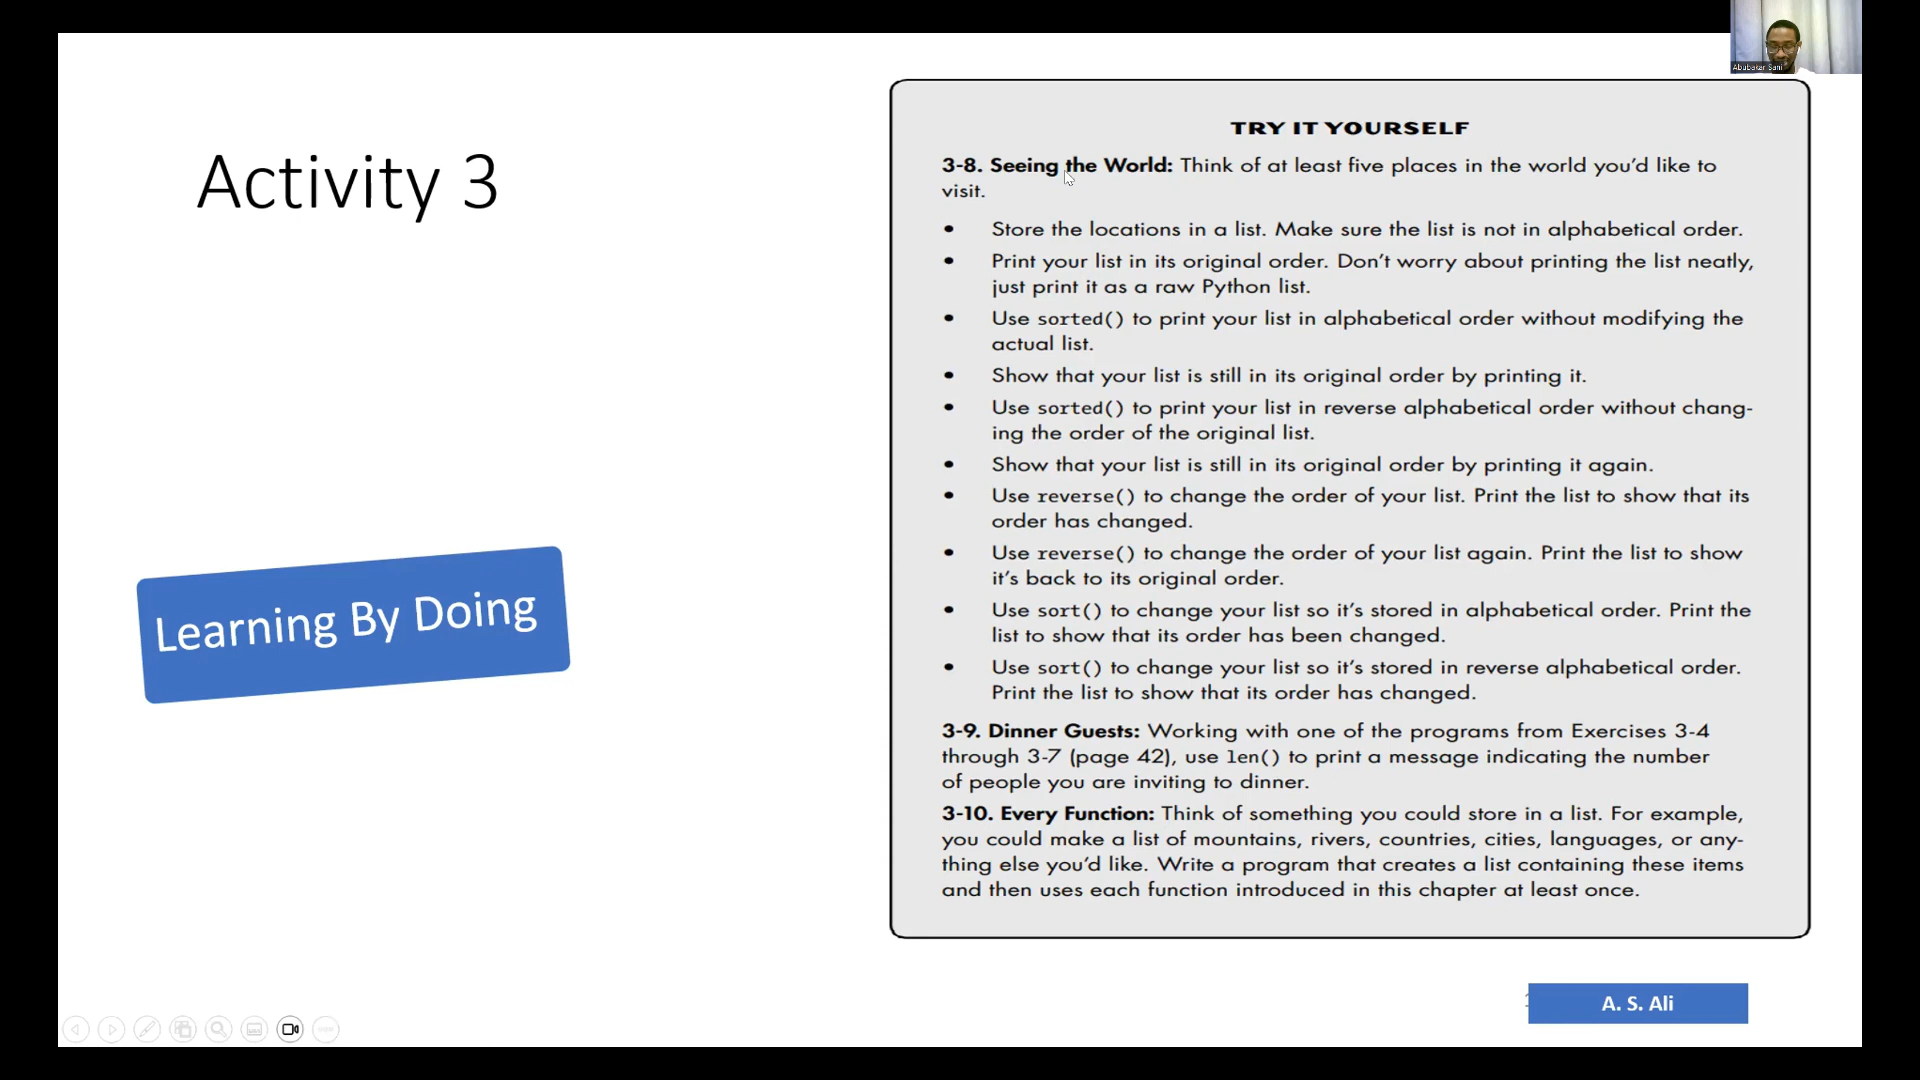 Abubakar Sani
Activity 3
Learning By Doing
TRY IT YOURSELF
3-8. Seeing the World: Think of at least five places in the world you’d like to
visit.
• Store the locations in a list. Make sure the list is not in alphabetical order.
• Print your list in its original order. Don’t worry about printing the list neatly,
just print it as a raw Python list.
• Use sorted() to print your list in alphabetical order without modifying the
actual list.
• Show that your list is still in its original order by printing it.
• Use sorted() to print your list in reverse alphabetical order without chang-
ing the order of the original list.
• Show that your list is still in its original order by printing it again.
• Use reverse() to change the order of your list. Print the list to show that its
order has changed.
• Use reverse() to change the order of your list again. Print the list to show
it’s back to its original order.
• Use sort() to change your list so it’s stored in alphabetical order. Print the
list to show that its order has been changed.
• Use sort() to change your list so it’s stored in reverse alphabetical order.
Print the list to show that its order has changed.
3-9. Dinner Guests: Working with one of the programs from Exercises 3-4
through 3-7 (page 42), use len() to print a message indicating the number
of people you are inviting to dinner.
3-10. Every Function: Think of something you could store in a list. For example,
you could make a list of mountains, rivers, countries, cities, languages, or any-
thing else you’d like. Write a program that creates a list containing these items
and then uses each function introduced in this chapter at least once.
A. S. Ali